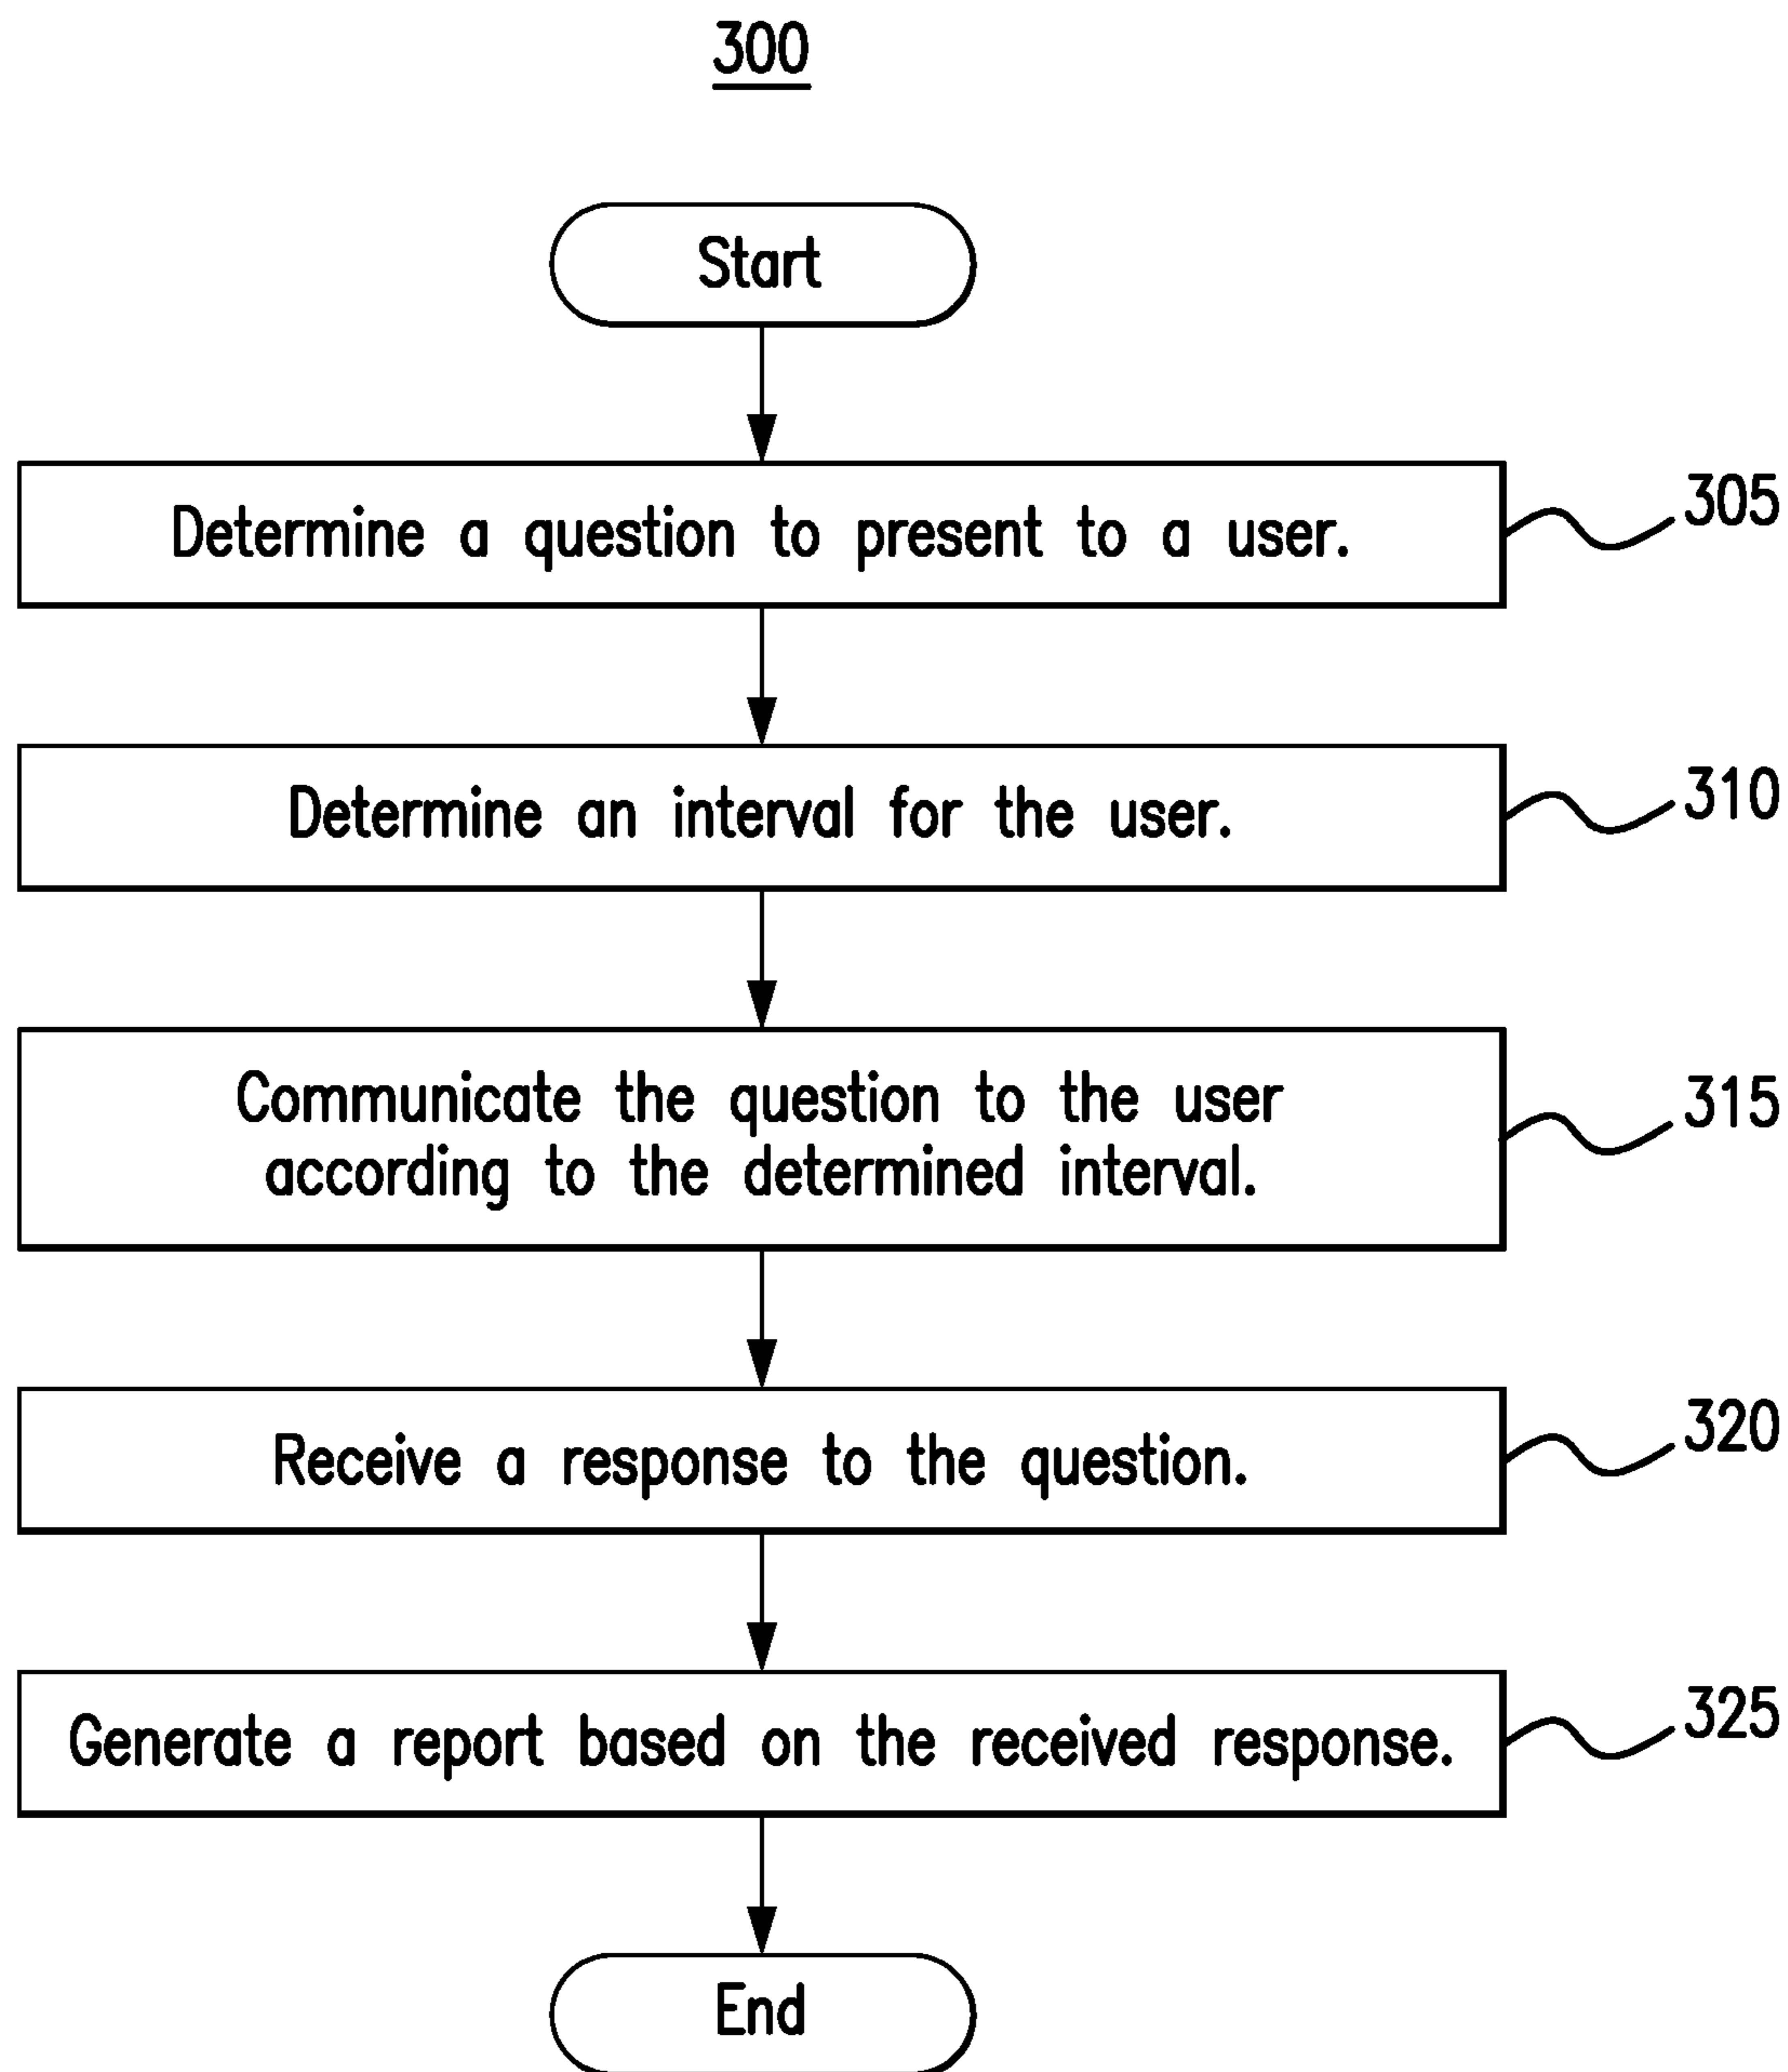 300
Start
Determine a question to present to a user.
305
Determine an interval for the user.
310
Communicate the question to the user
according to the determined interval.
315
Receive a response to the question.
320
Generate a report based on the received response.
325
End